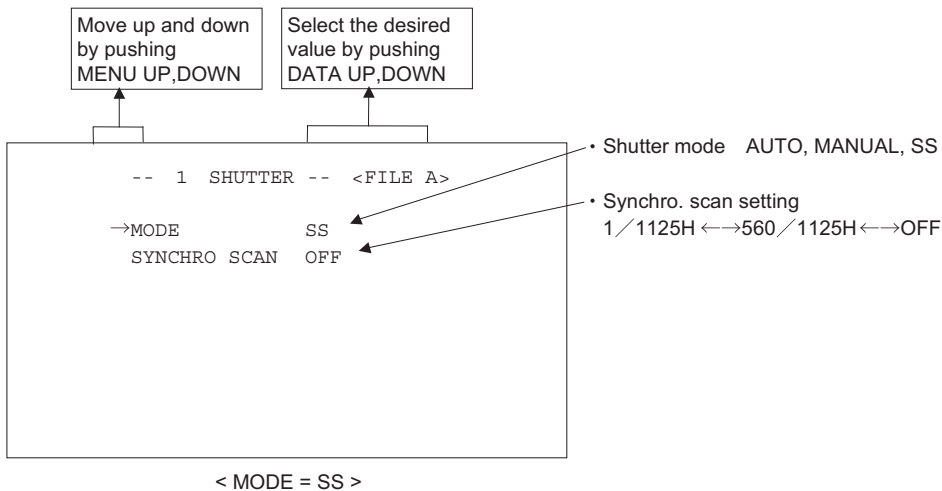 Move up and down
by pushing
MENU UP,DOWN
Select the desired
value by pushing
DATA UP,DOWN
-- 1 SHUTTER -- <FILE A>
→MODE SS
SYNCHRO SCAN OFF
・Shutter mode AUTO, MANUAL, SS
・Synchro. scan setting
1／1125H ←→560／1125H←→OFF
< MODE = SS >